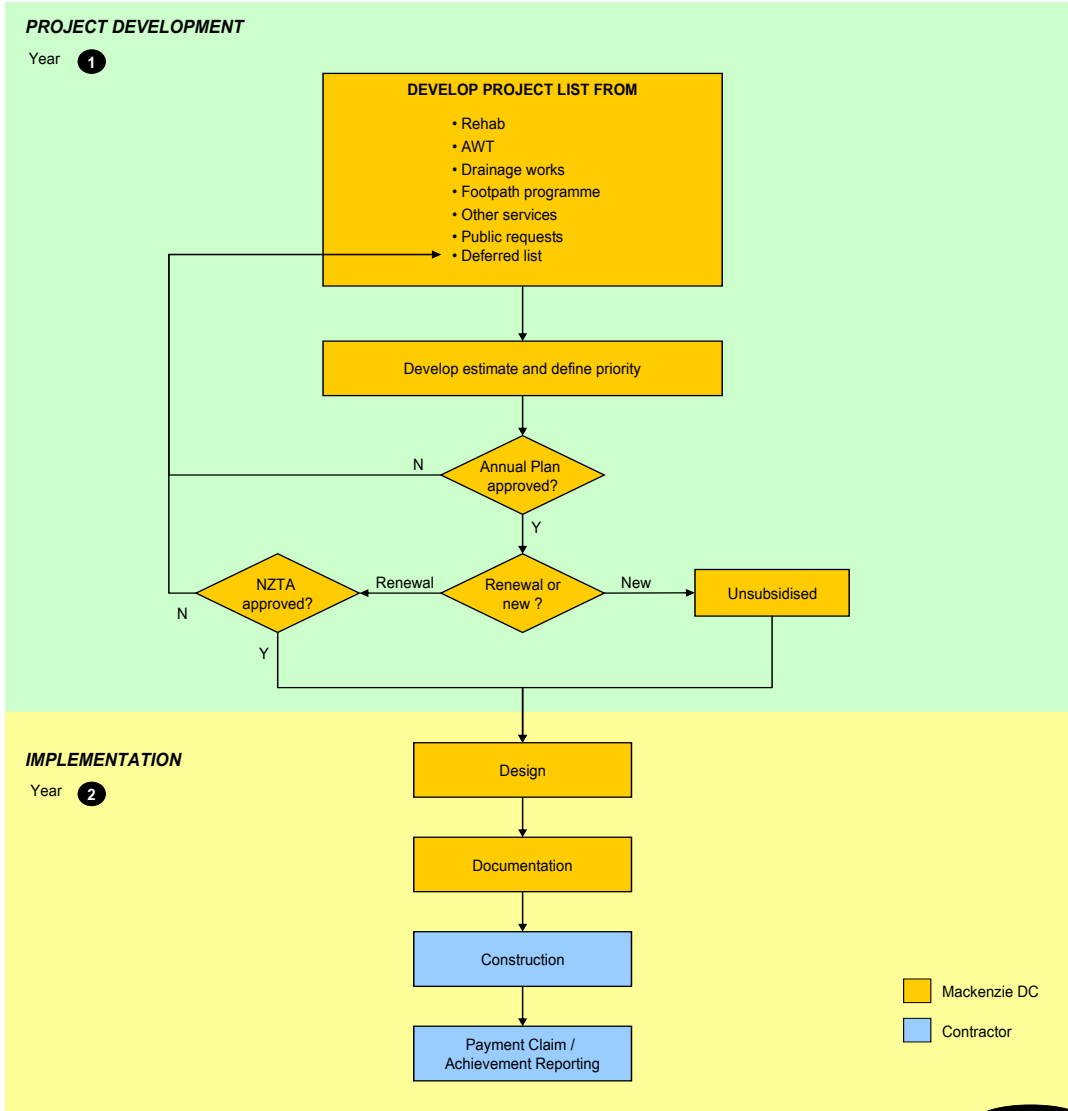 PROJECT DEVELOPMENT
Year 1
DEVELOP PROJECT LIST FROM
• Rehab
• AWT
• Drainage works
• Footpath programme
• Other services
• Public requests
• Deferred list
Develop estimate and define priority
Annual Plan
approved?
N
Y
Renewal or
new ?
Renewal
New
NZTA
approved?
Unsubsidised
N
Y
IMPLEMENTATION
Year 2
Design
Documentation
Construction
Payment Claim /
Achievement Reporting
Mackenzie DC
Contractor